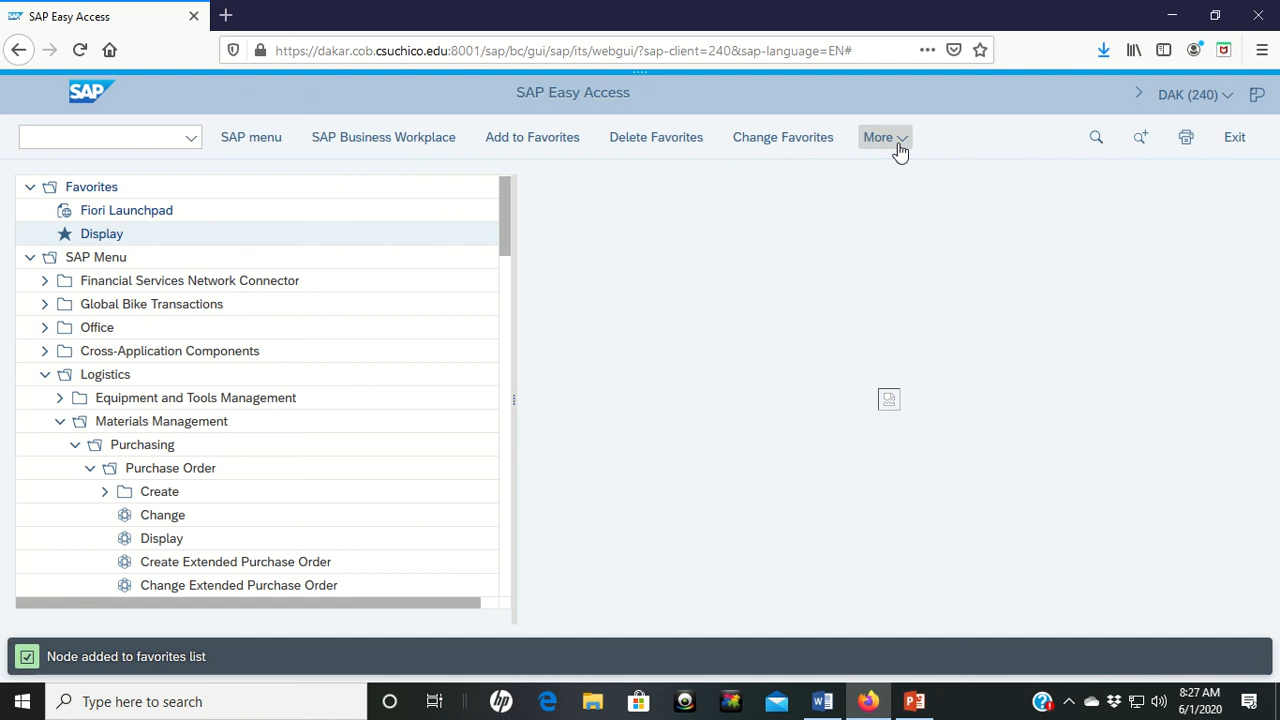 SAP Easy Access
https://dakar.cob.csuchico.edu:8001/sap/bc/gui/sap/its/webgui/?sap-client=240&sap-language=EN#
SAP
SAP Easy Access
DAK (240)
SAP menu
SAP Business Workplace
Add to Favorites
Delete Favorites
Change Favorites
More
Exit
Favorites
Fiori Launchpad
Display
SAP Menu
Financial Services Network Connector
Global Bike Transactions
Office
Cross-Application Components
Logistics
Equipment and Tools Management
Materials Management
Purchasing
Purchase Order
Create
Change
Display
Create Extended Purchase Order
Change Extended Purchase Order
Node added to favorites list
Type here to search
8:27 AM
6/1/2020